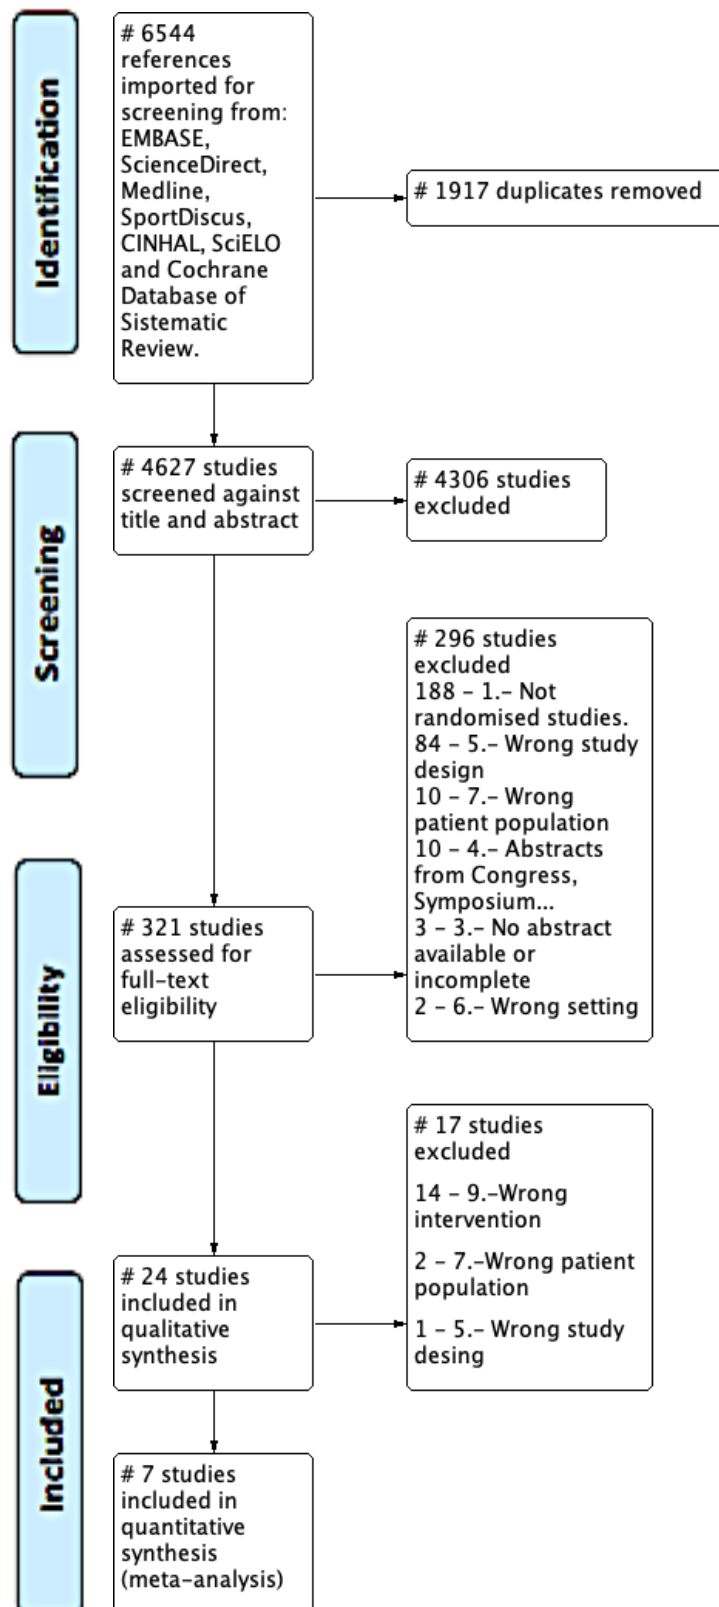 Identification
# 6544
references
imported for
screening from:
EMBASE,
ScienceDirect,
Medline,
SportDiscus,
CINHAL, SciELO
and Cochrane
Database of
Sistematic
Review.
# 1917 duplicates removed
Screening
# 4627 studies
screened against
title and abstract
# 4306 studies
excluded
Eligibility
# 321 studies
assessed for
full-text
eligibility
# 296 studies
excluded
188 - 1.- Not
randomised studies.
84 - 5.- Wrong study
design
10 - 7.- Wrong
patient population
10 - 4.- Abstracts
from Congress,
Symposium...
3 - 3.- No abstract
available or
incomplete
2 - 6.- Wrong setting
Included
# 24 studies
included in
qualitative
synthesis
# 17 studies
excluded
14 - 9.-Wrong
intervention
2 - 7.-Wrong patient
population
1 - 5.- Wrong study
desing
# 7 studies
included in
quantitative
synthesis
(meta-analysis)